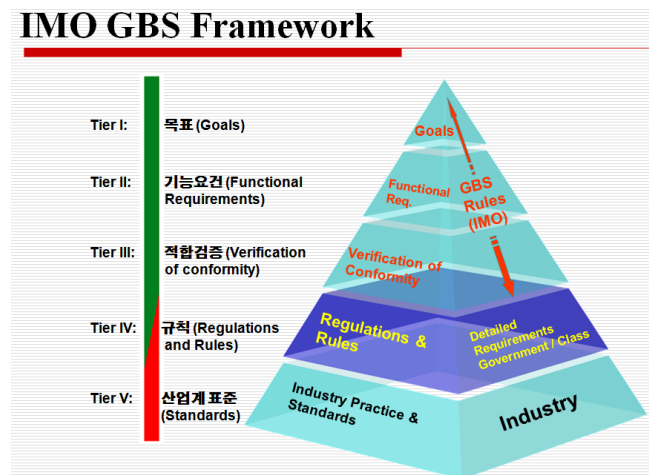 IMO GBS Framework
Tier I: 목표 (Goals)
Tier II: 기능요건 (Functional
Requirements)
Tier III: 적합검증 (Verification
of conformity)
Tier IV: 규칙 (Regulations
and Rules)
Tier V: 산업계 표준
(Standards)
Goals
Functional
Req.
GBS
Rules
(IMO)
Verification of
Conformity
Regulations &
Rules
Detailed
Requirements
Government / Class
Industry Practice &
Standards
Industry